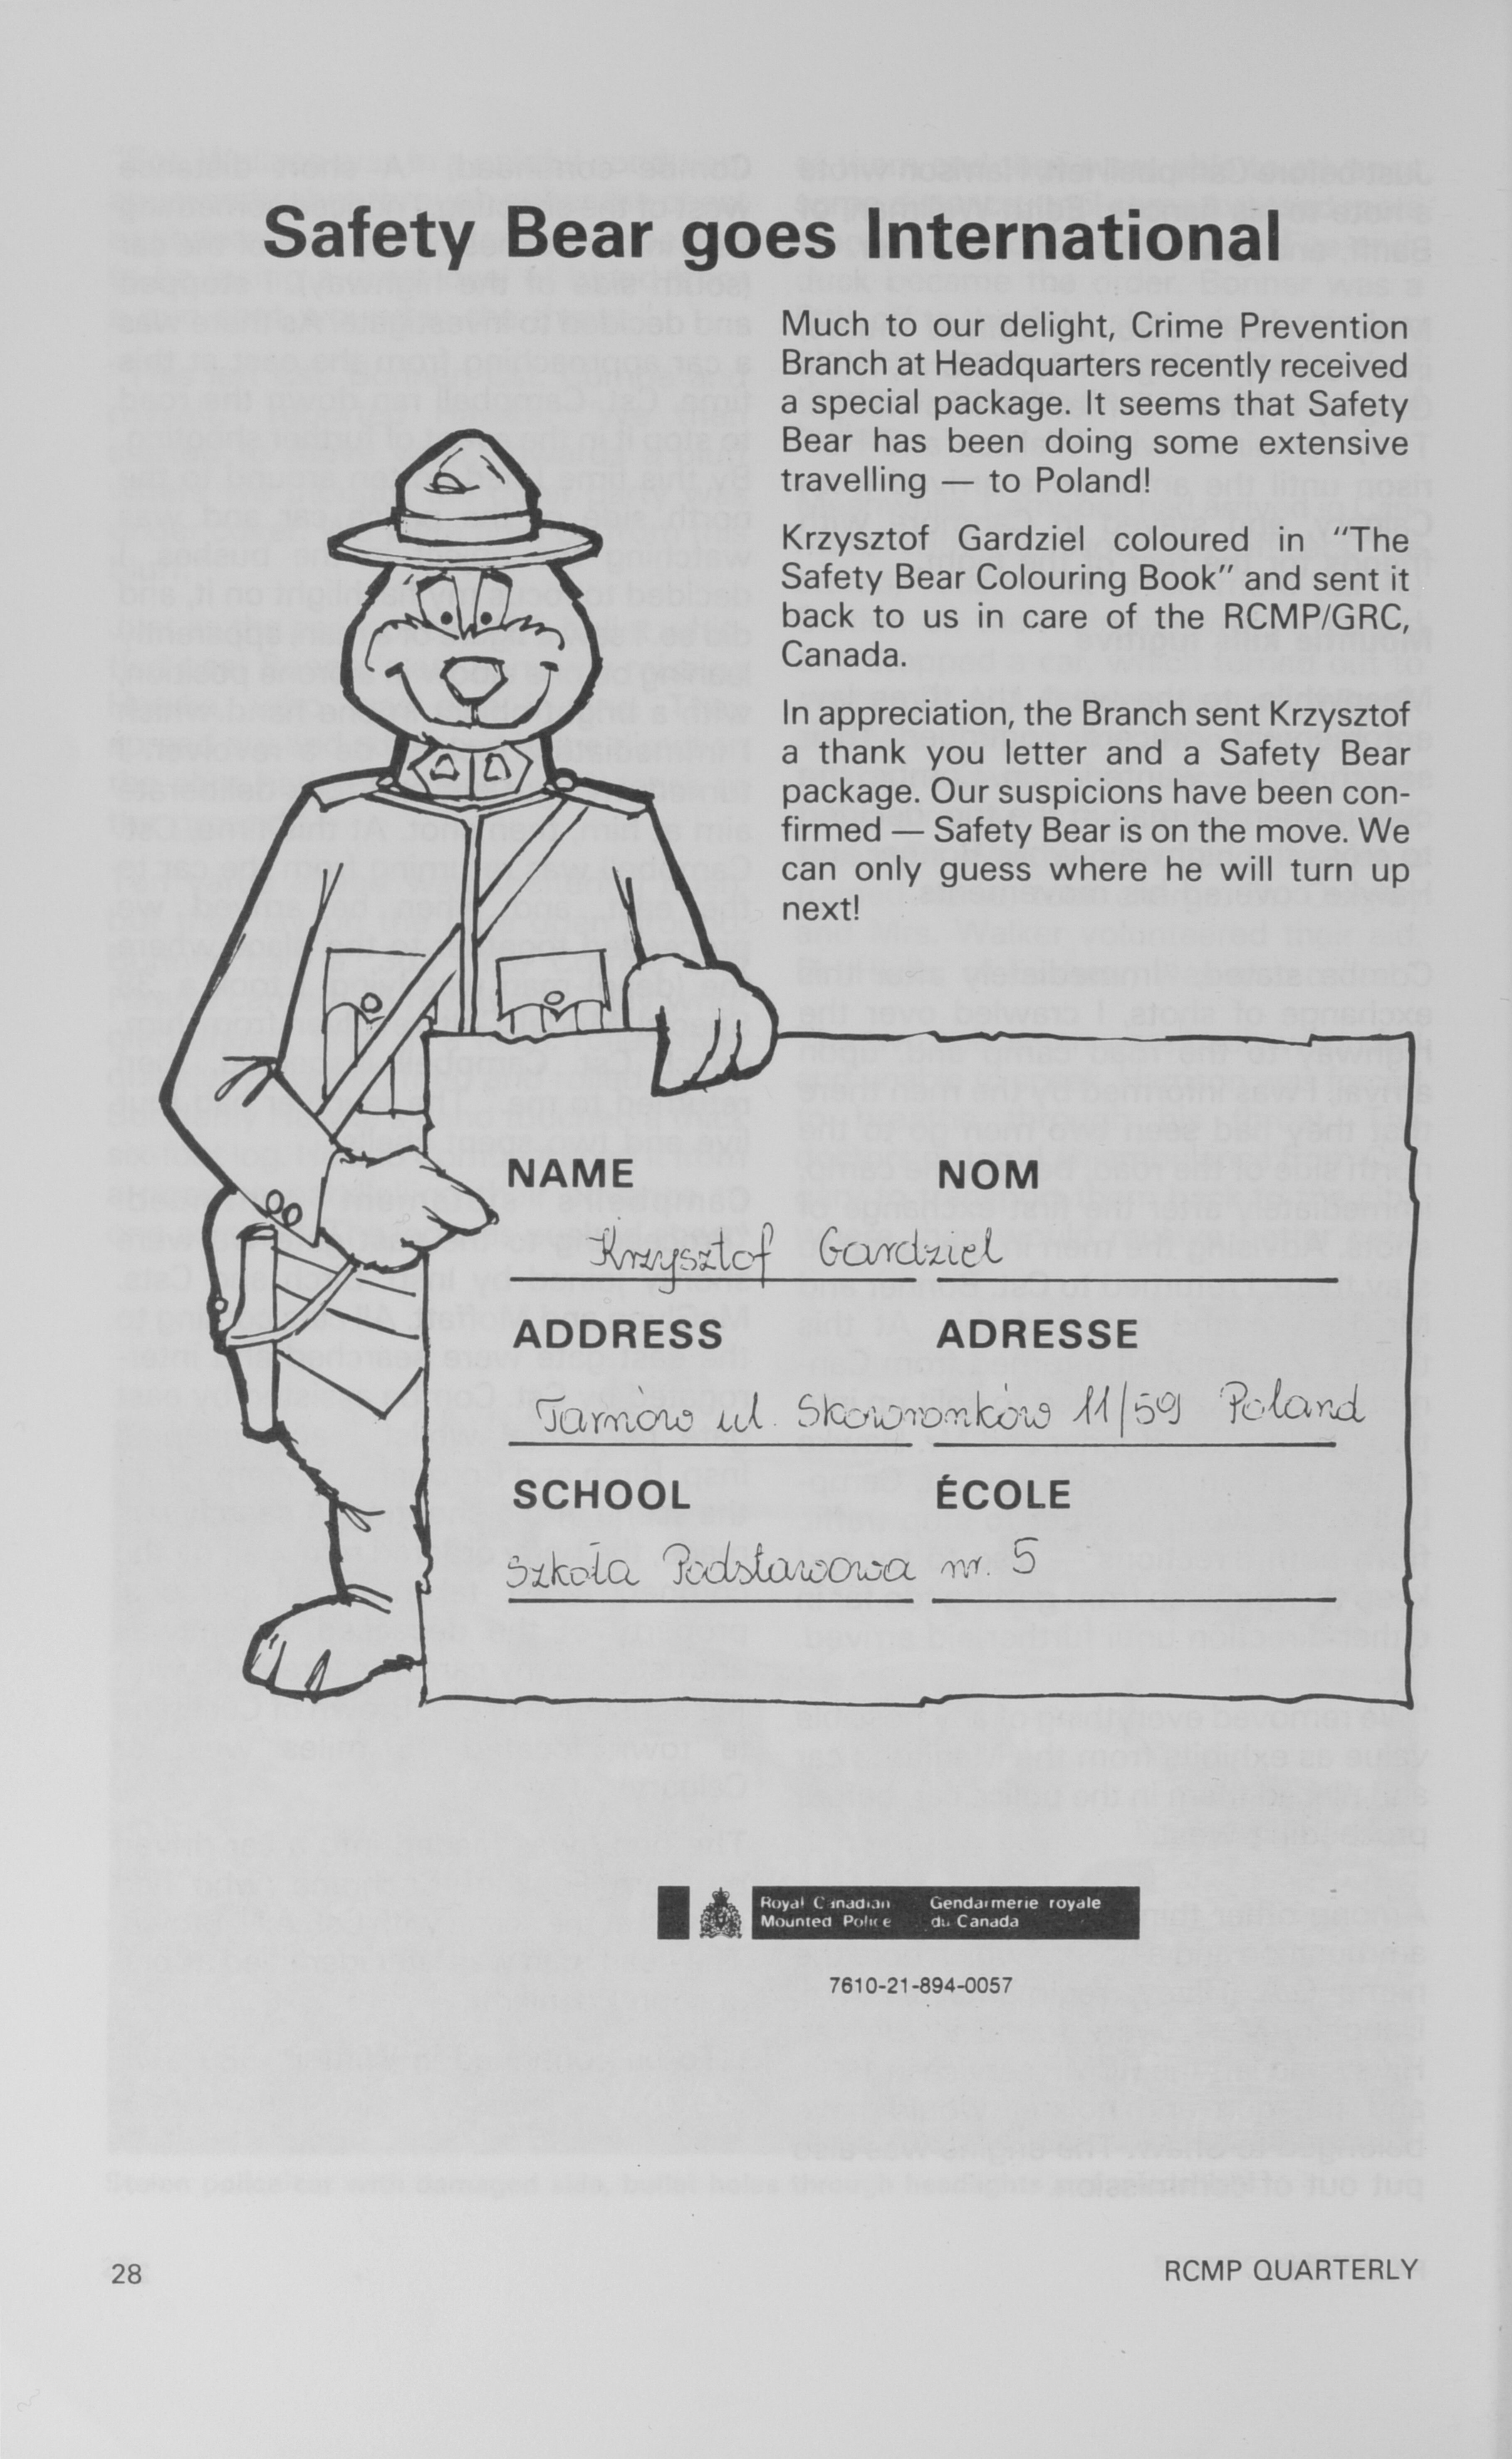 Safety Bear goes International
Much to our delight, Crime Prevention
Branch at Headquarters recently received
a special package. It seems that Safety
Bear has been doing some extensive
travelling — to Poland!
Krzysztof Gardziel coloured in "The
Safety Bear Colouring Book" and sent it
back to us in care of the RCMP/GRC,
Canada.
In appreciation, the Branch sent Krzysztof
a thank you letter and a Safety Bear
package. Our suspicions have been con-
firmed — Safety Bear is on the move. We
can only guess where he will turn up
next!
NAME NOM
Krzysztof Gardziel
ADDRESS ADRESSE
Tarnów ul. Skowronków 11/59 Poland
SCHOOL ÉCOLE
Szkoła Podstawowa nr. 5
Royal Canadian Gendarmerie royale
Mounted Police du Canada
7610-21-894-0057
28 RCMP QUARTERLY